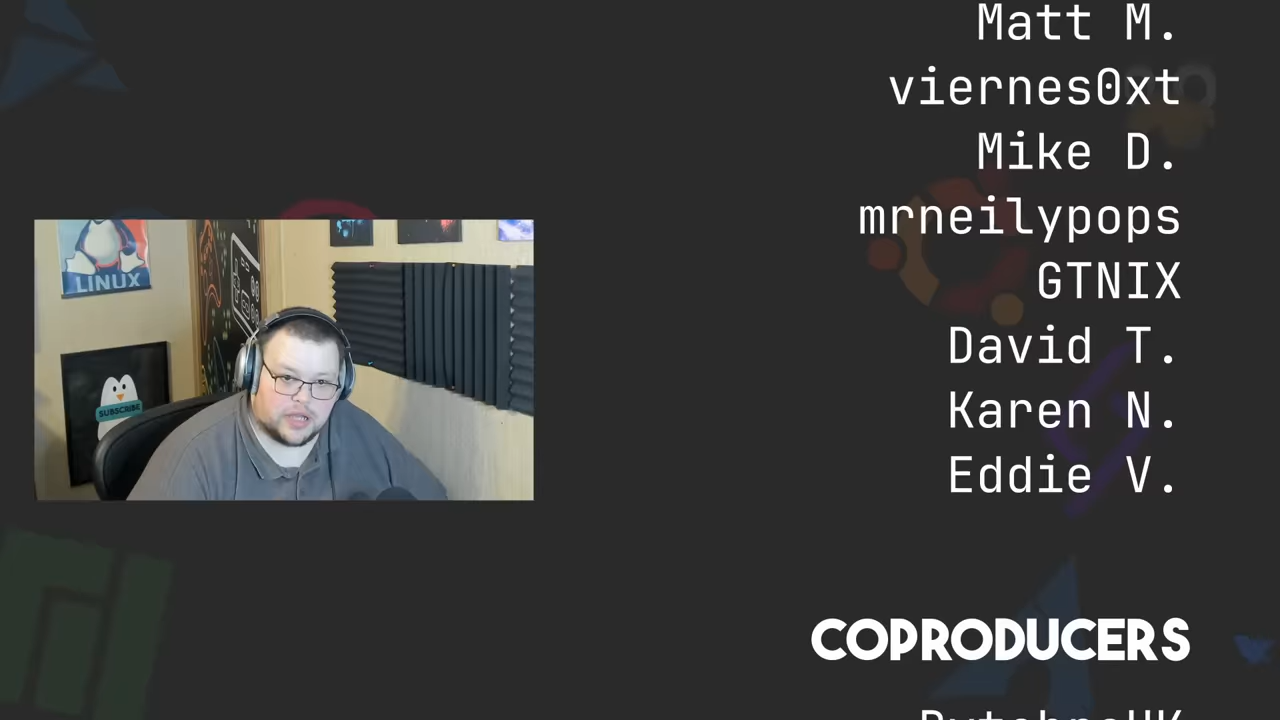 Matt M.
viernes0xt
Mike D.
mrneilypops
GTNIX
David T.
Karen N.
Eddie V.
COPRODUCERS
LINUX
SUBSCRIBE